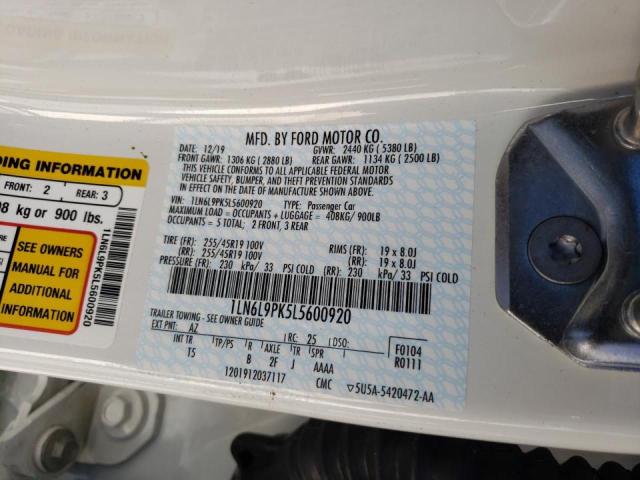 MFD. BY FORD MOTOR CO.
12/19 GVWR: 2440 KG ( 5380 LB)
FRONT GAWR: 1306 KG ( 2880 LB) REAR GAWR: 1134 KG ( 2500 LB)
THIS VEHICLE CONFORMS TO ALL APPLICABLE FEDERAL MOTOR
VEHICLE SAFETY, BUMPER, AND THEFT PREVENTION STANDARDS IN EFFECT ON
THE DATE OF MANUFACTURE SHOWN ABOVE.
VIN: 1LN6L9PK5L5600920 TYPE: Passenger Car
MAXIMUM LOAD = OCCUPANTS + LUGGAGE = 408KG/ 900LB
OCCUPANTS = 5 TOTAL; 2 FRONT, 3 REAR
TIRE (FR): 255/45R19 100V RIMS (FR): 19 x 8.0J
(RR): 255/45R19 100V (RR): 19 x 8.0J
PRESSURE (FR): 230 kPa/ 33 PSI COLD (RR): 230 kPa/ 33 PSI COLD
1LN6L9PK5L5600920
TRAILER TOWING - SEE OWNER GUIDE
EXT PNT: AZ RC: 25 DSO: F0104
INT TR TP/PS R AXLE TR SPR R0111
T5 B 2F J AAAA
1201912037117 CMC 5U5A-5420472-AA
DING INFORMATION
FRONT: 2 REAR: 3
08 kg or 900 lbs.
SEE OWNERS
MANUAL FOR
ADDITIONAL
INFORMATION
1LN6L9PK5L5600920